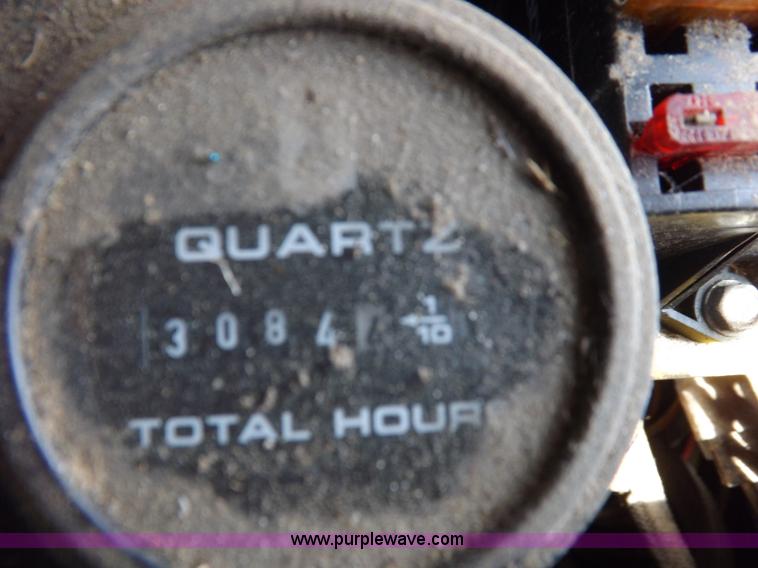 QUARTZ
3084 1/10
TOTAL HOURS
www.purplewave.com